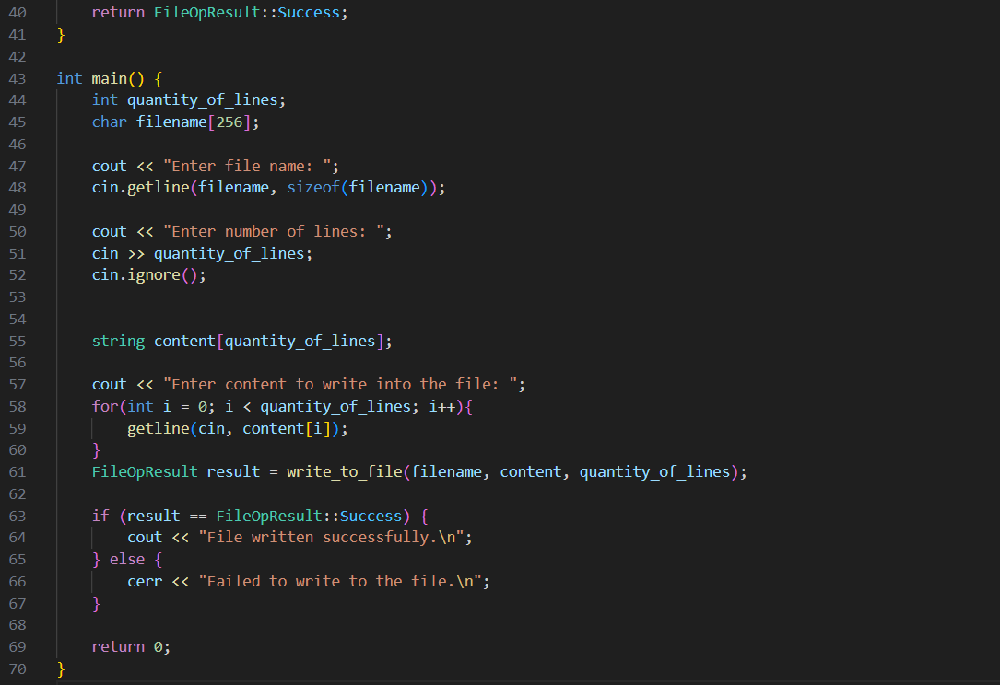 40 return FileOpResult::Success;
41 }
42
43 int main() {
44 int quantity_of_lines;
45 char filename[256];
46
47 cout << "Enter file name: ";
48 cin.getline(filename, sizeof(filename));
49
50 cout << "Enter number of lines: ";
51 cin >> quantity_of_lines;
52 cin.ignore();
53
54
55 string content[quantity_of_lines];
56
57 cout << "Enter content to write into the file: ";
58 for(int i = 0; i < quantity_of_lines; i++){
59 getline(cin, content[i]);
60 }
61 FileOpResult result = write_to_file(filename, content, quantity_of_lines);
62
63 if (result == FileOpResult::Success) {
64 cout << "File written successfully.\n";
65 } else {
66 cerr << "Failed to write to the file.\n";
67 }
68
69 return 0;
70 }